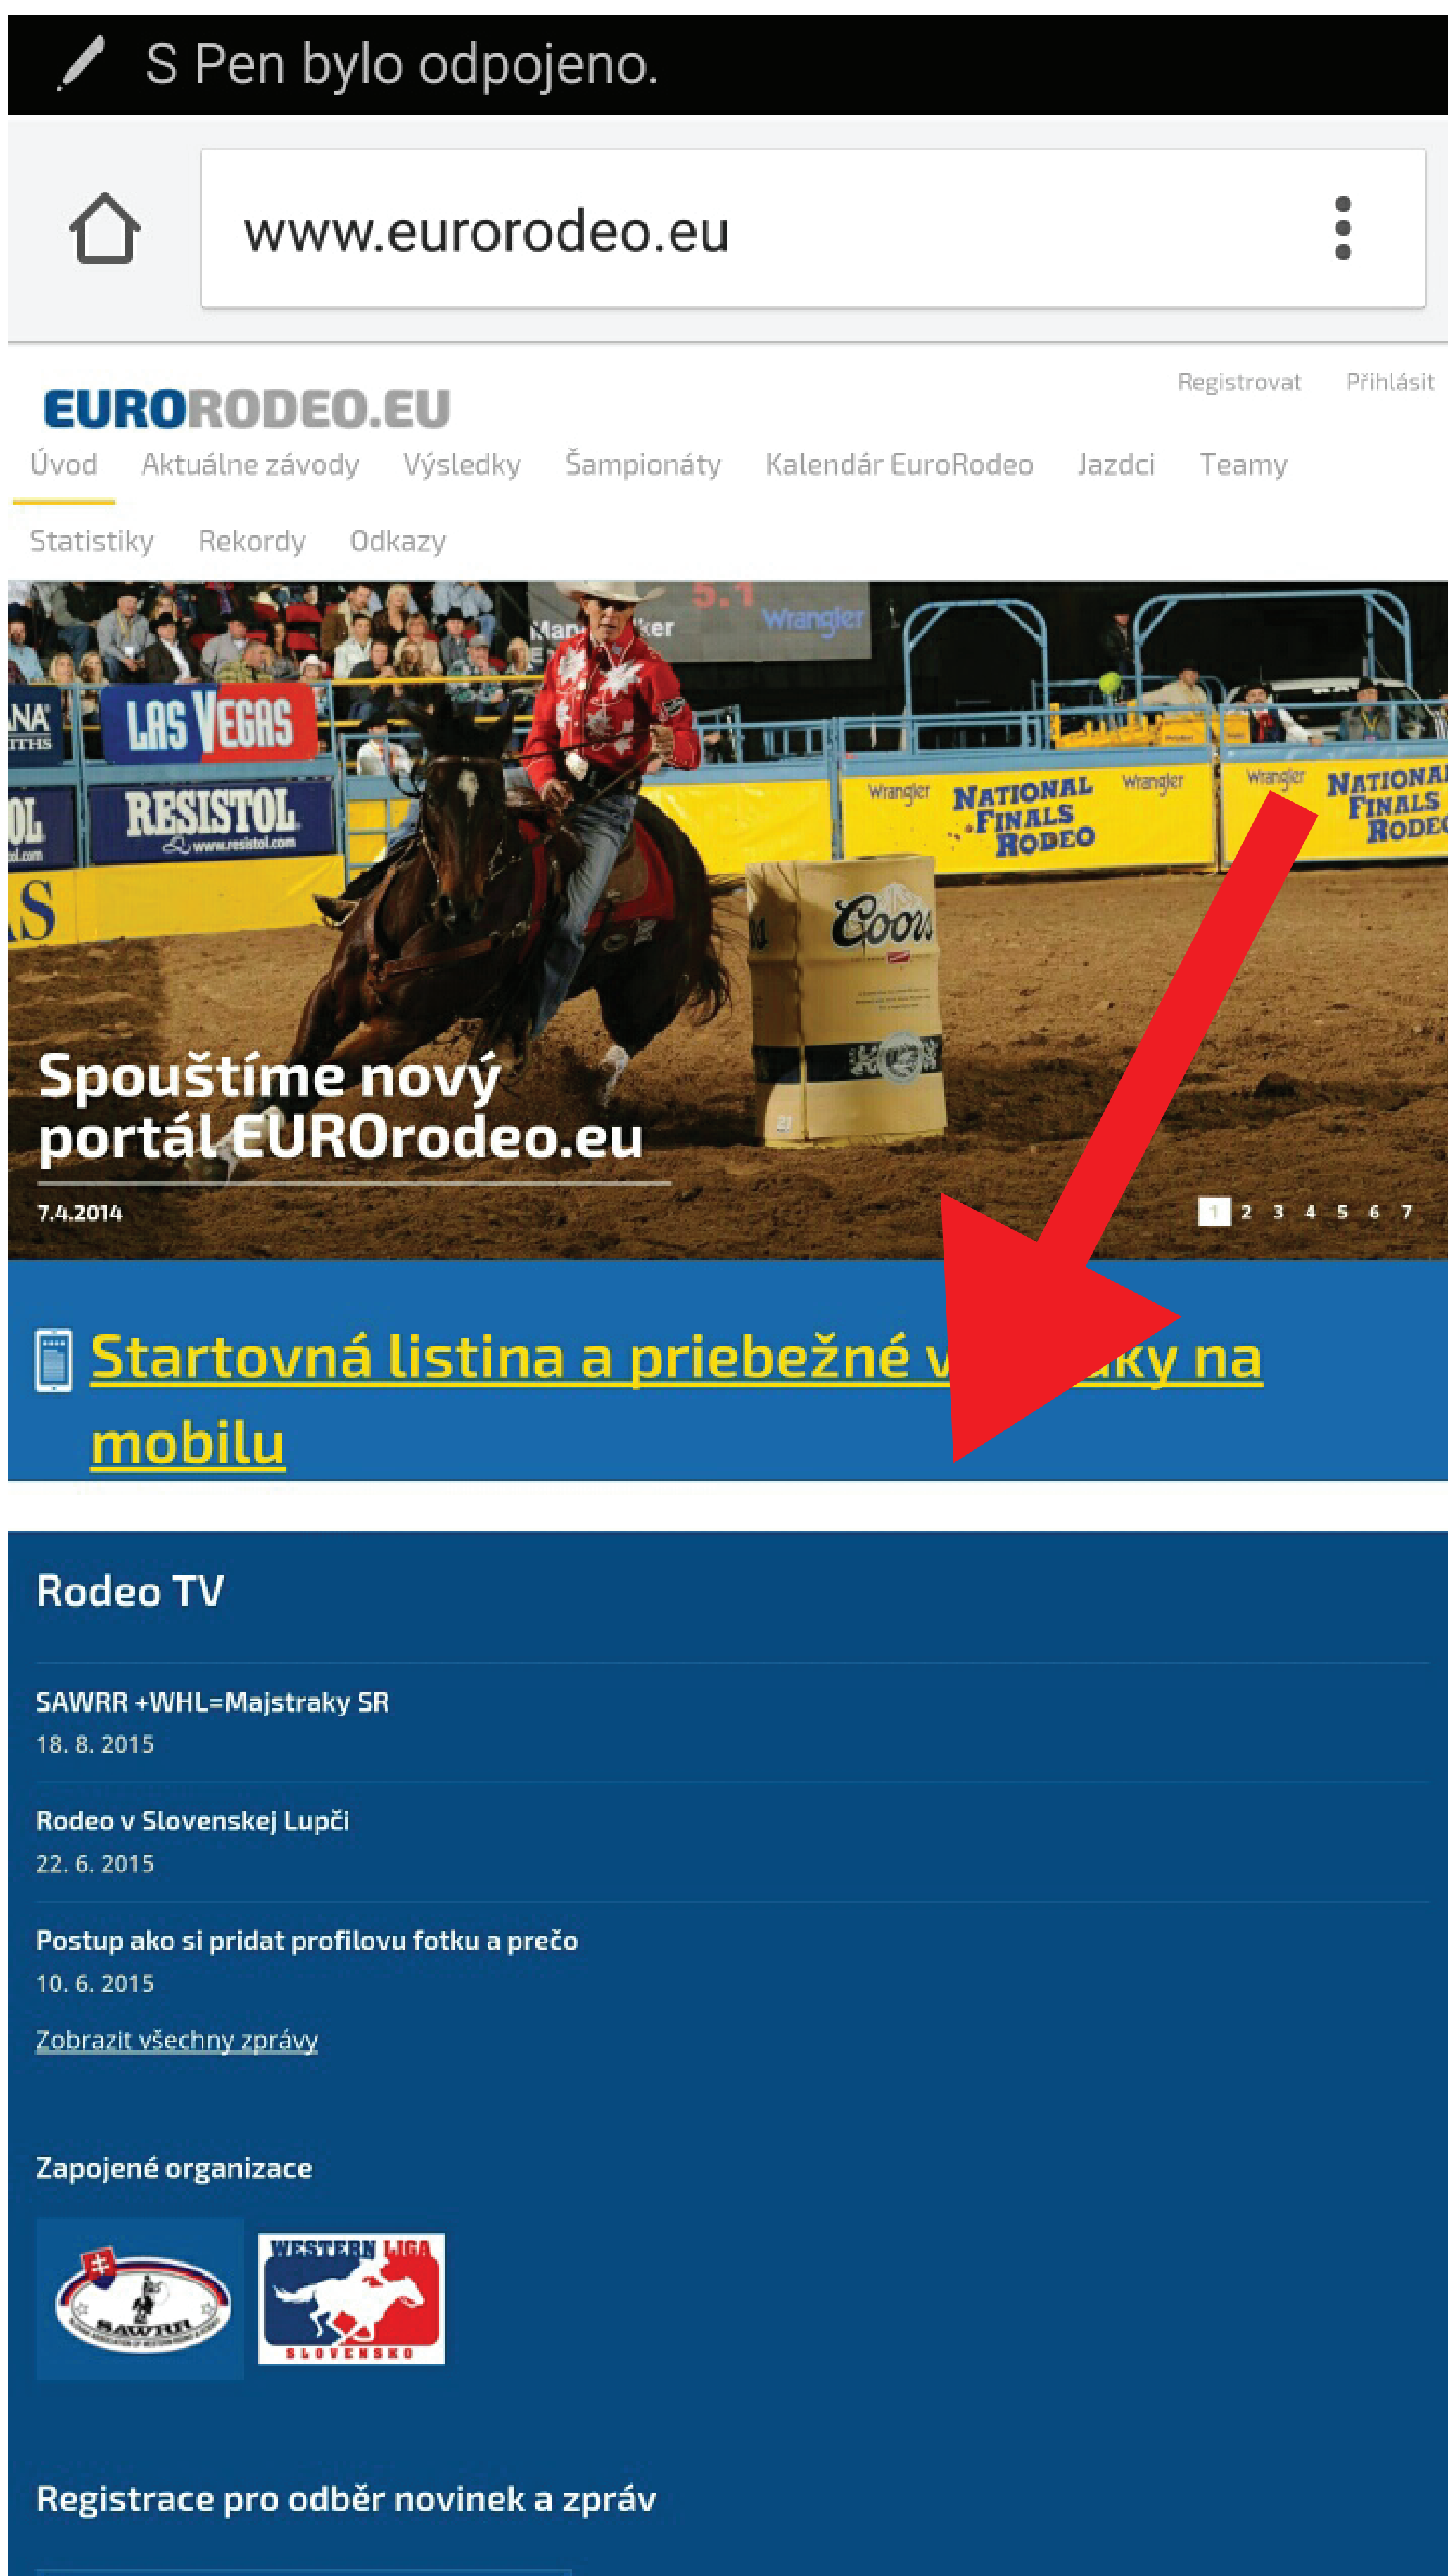 S Pen bylo odpojeno.
www.eurorodeo.eu
EURORODEO.EU
Registrovat Přihlásit
Úvod Aktuálne závody Výsledky Šampionáty Kalendár EuroRodeo Jazdci Teamy
Statistiky Rekordy Odkazy
5.1
Wrangler
LAS VEGAS
RESISTOL
www.resistol.com
Wrangler NATIONAL FINALS RODEO Wrangler
Wrangler NATIONAL FINALS RODEO
Coors
Spouštíme nový
portál EUROrodeo.eu
7.4.2014
1 2 3 4 5 6 7
Startovná listina a priebežné na
mobilu
Rodeo TV
SAWRR +WHL=Majstraky SR
18. 8. 2015
Rodeo v Slovenskej Lupči
22. 6. 2015
Postup ako si pridat profilovu fotku a prečo
10. 6. 2015
Zobrazit všechny zprávy
Zapojené organizace
SAWRR
WESTERN LIGA
SLOVENSKO
Registrace pro odběr novinek a zpráv